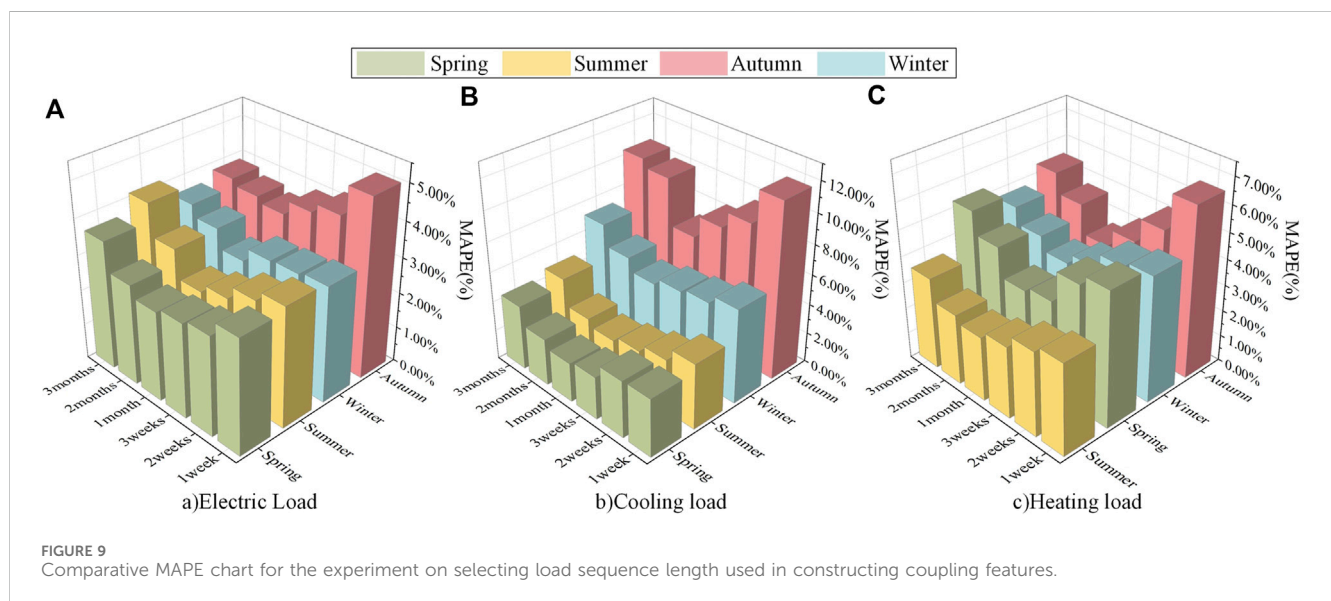 Spring Summer Autumn Winter
A B C
5.00%
4.00%
3.00%
2.00%
1.00%
0.00%
MAPE(%)
3months
2months
1month
3weeks
2weeks
1week
Spring
Summer
Winter
Autumn
a)Electric Load
12.00%
10.00%
8.00%
6.00%
4.00%
2.00%
0.00%
MAPE(%)
3months
2months
1month
3weeks
2weeks
1week
Spring
Summer
Winter
Autumn
b)Cooling load
7.00%
6.00%
5.00%
4.00%
3.00%
2.00%
1.00%
0.00%
MAPE(%)
3months
2months
1month
3weeks
2weeks
1week
Summer
Spring
Winter
Autumn
c)Heating load
FIGURE 9
Comparative MAPE chart for the experiment on selecting load sequence length used in constructing coupling features.